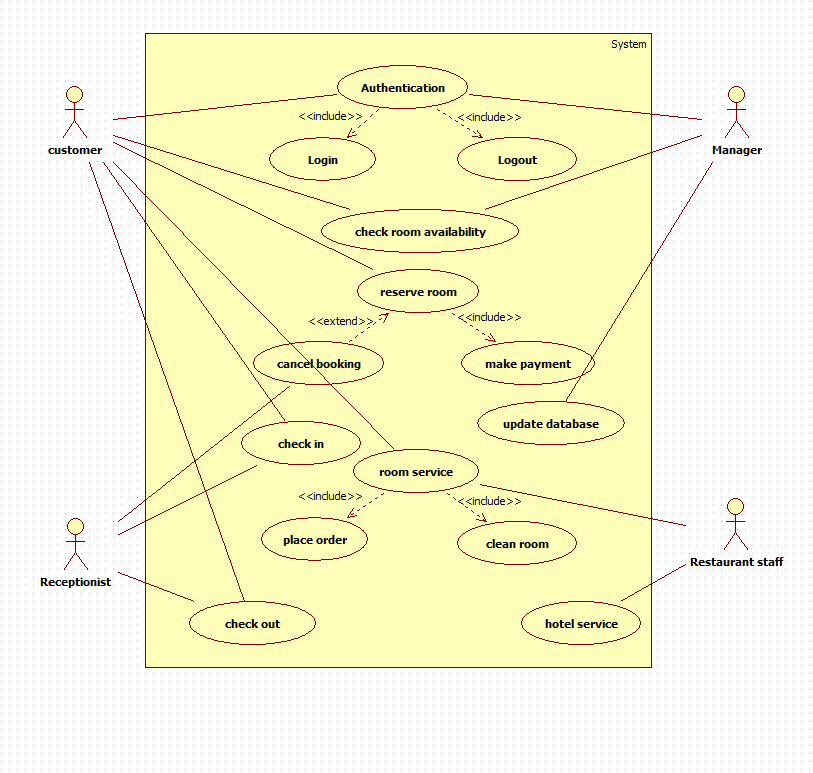 System
Authentication
<<include>>
<<include>>
customer
Manager
Login
Logout
check room availability
reserve room
<<extend>>
<<include>>
cancel booking
make payment
update database
check in
room service
<<include>>
<<include>>
place order
clean room
Receptionist
Restaurant staff
check out
hotel service